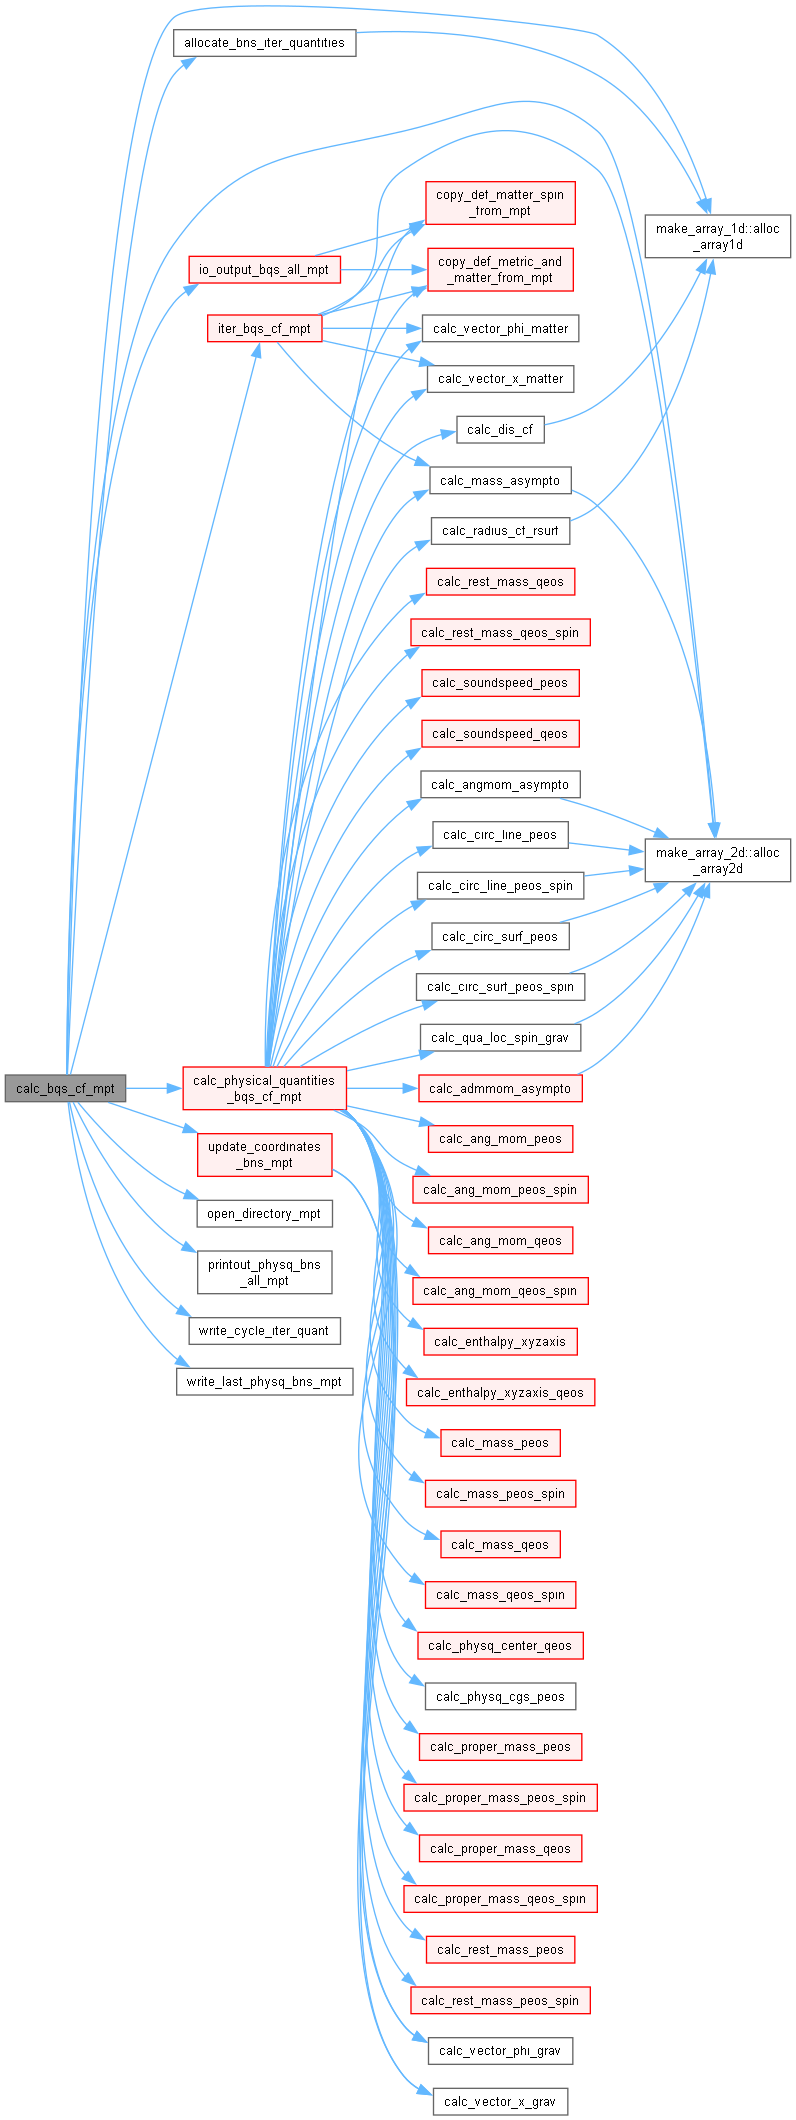 allocate_bns_iter_quantities
copy_def_matter_spin
_from_mpt
make_array_1d::alloc
_array1d
io_output_bqs_all_mpt
copy_def_metric_and
_matter_from_mpt
iter_bqs_cf_mpt
calc_vector_phi_matter
calc_vector_x_matter
calc_dis_cf
calc_mass_asympto
calc_radius_cf_rsurf
calc_rest_mass_qeos
calc_rest_mass_qeos_spin
calc_soundspeed_peos
calc_soundspeed_qeos
calc_angmom_asympto
calc_circ_line_peos
make_array_2d::alloc
_array2d
calc_circ_line_peos_spin
calc_circ_surf_peos
calc_circ_surf_peos_spin
calc_qua_loc_spin_grav
calc_bqs_cf_mpt
calc_physical_quantities
_bqs_cf_mpt
calc_admmom_asympto
calc_ang_mom_peos
update_coordinates
_bns_mpt
calc_ang_mom_peos_spin
open_directory_mpt
calc_ang_mom_qeos
printout_physq_bns
_all_mpt
calc_ang_mom_qeos_spin
write_cycle_iter_quant
calc_enthalpy_xyzaxis
write_last_physq_bns_mpt
calc_enthalpy_xyzaxis_qeos
calc_mass_peos
calc_mass_peos_spin
calc_mass_qeos
calc_mass_qeos_spin
calc_physq_center_qeos
calc_physq_cgs_peos
calc_proper_mass_peos
calc_proper_mass_peos_spin
calc_proper_mass_qeos
calc_proper_mass_qeos_spin
calc_rest_mass_peos
calc_rest_mass_peos_spin
calc_vector_phi_grav
calc_vector_x_grav